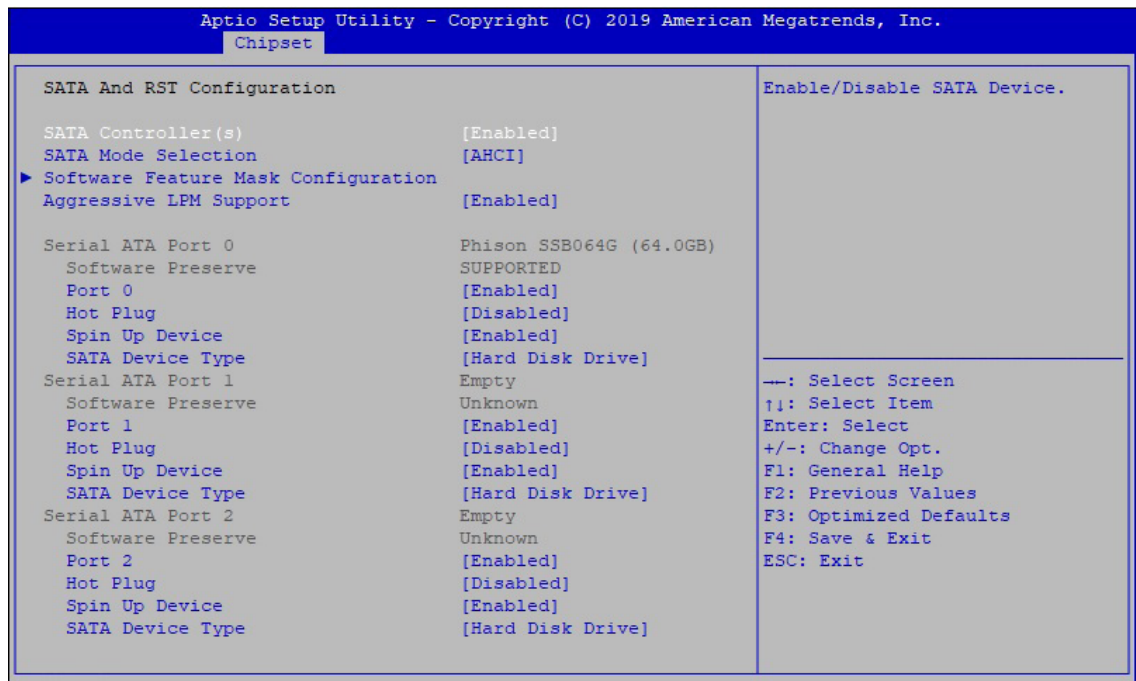 Aptio Setup Utility – Copyright (C) 2019 American Megatrends, Inc.
Chipset
SATA And RST Configuration
SATA Controller(s) [Enabled]
SATA Mode Selection [AHCI]
► Software Feature Mask Configuration
Aggressive LPM Support [Enabled]
Serial ATA Port 0 Phison SSB064G (64.0GB)
Software Preserve SUPPORTED
Port 0 [Enabled]
Hot Plug [Disabled]
Spin Up Device [Enabled]
SATA Device Type [Hard Disk Drive]
Serial ATA Port 1 Empty
Software Preserve Unknown
Port 1 [Enabled]
Hot Plug [Disabled]
Spin Up Device [Enabled]
SATA Device Type [Hard Disk Drive]
Serial ATA Port 2 Empty
Software Preserve Unknown
Port 2 [Enabled]
Hot Plug [Disabled]
Spin Up Device [Enabled]
SATA Device Type [Hard Disk Drive]
Enable/Disable SATA Device.
→←: Select Screen
↑↓: Select Item
Enter: Select
+/-: Change Opt.
F1: General Help
F2: Previous Values
F3: Optimized Defaults
F4: Save & Exit
ESC: Exit